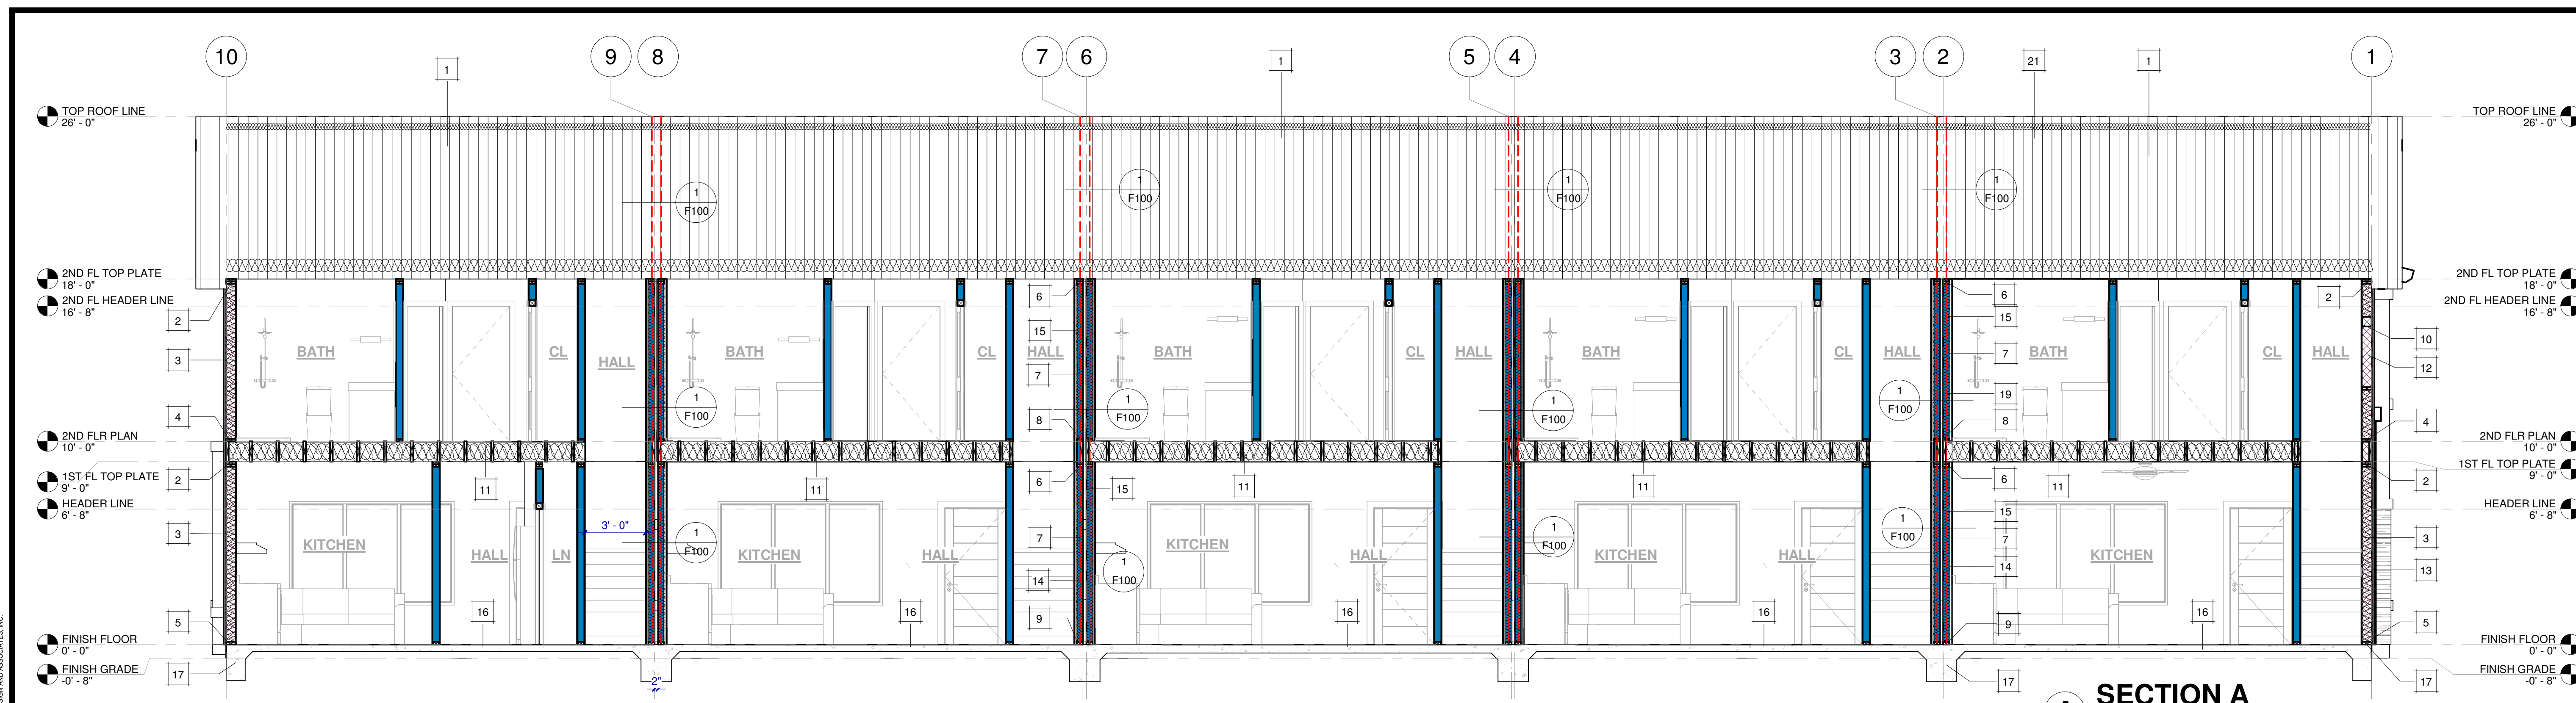 10
9
8
7
6
5
4
3
2
1
1
1
21
1
TOP ROOF LINE
26' - 0"
TOP ROOF LINE
26' - 0"
1
F100
1
F100
1
F100
1
F100
2ND FL TOP PLATE
18' - 0"
2ND FL HEADER LINE
16' - 8"
2ND FL TOP PLATE
18' - 0"
2ND FL HEADER LINE
16' - 8"
2
3
4
BATH
CL
HALL
BATH
CL
HALL
BATH
CL
HALL
BATH
CL
HALL
BATH
CL
HALL
6
15
7
8
6
15
7
19
8
2
10
12
4
1
F100
1
F100
1
F100
1
F100
2ND FLR PLAN
10' - 0"
1ST FL TOP PLATE
9' - 0"
HEADER LINE
6' - 8"
2ND FLR PLAN
10' - 0"
1ST FL TOP PLATE
9' - 0"
HEADER LINE
6' - 8"
2
3
5
11
11
6
15
11
11
6
11
2
3' - 0"
KITCHEN
HALL
LN
KITCHEN
HALL
KITCHEN
HALL
KITCHEN
HALL
KITCHEN
1
F100
1
F100
1
F100
1
F100
7
14
9
15
7
14
9
3
13
5
16
16
16
16
16
FINISH FLOOR
0' - 0"
FINISH GRADE
-0' - 8"
FINISH FLOOR
0' - 0"
FINISH GRADE
-0' - 8"
17
2"
17
17
SECTION A